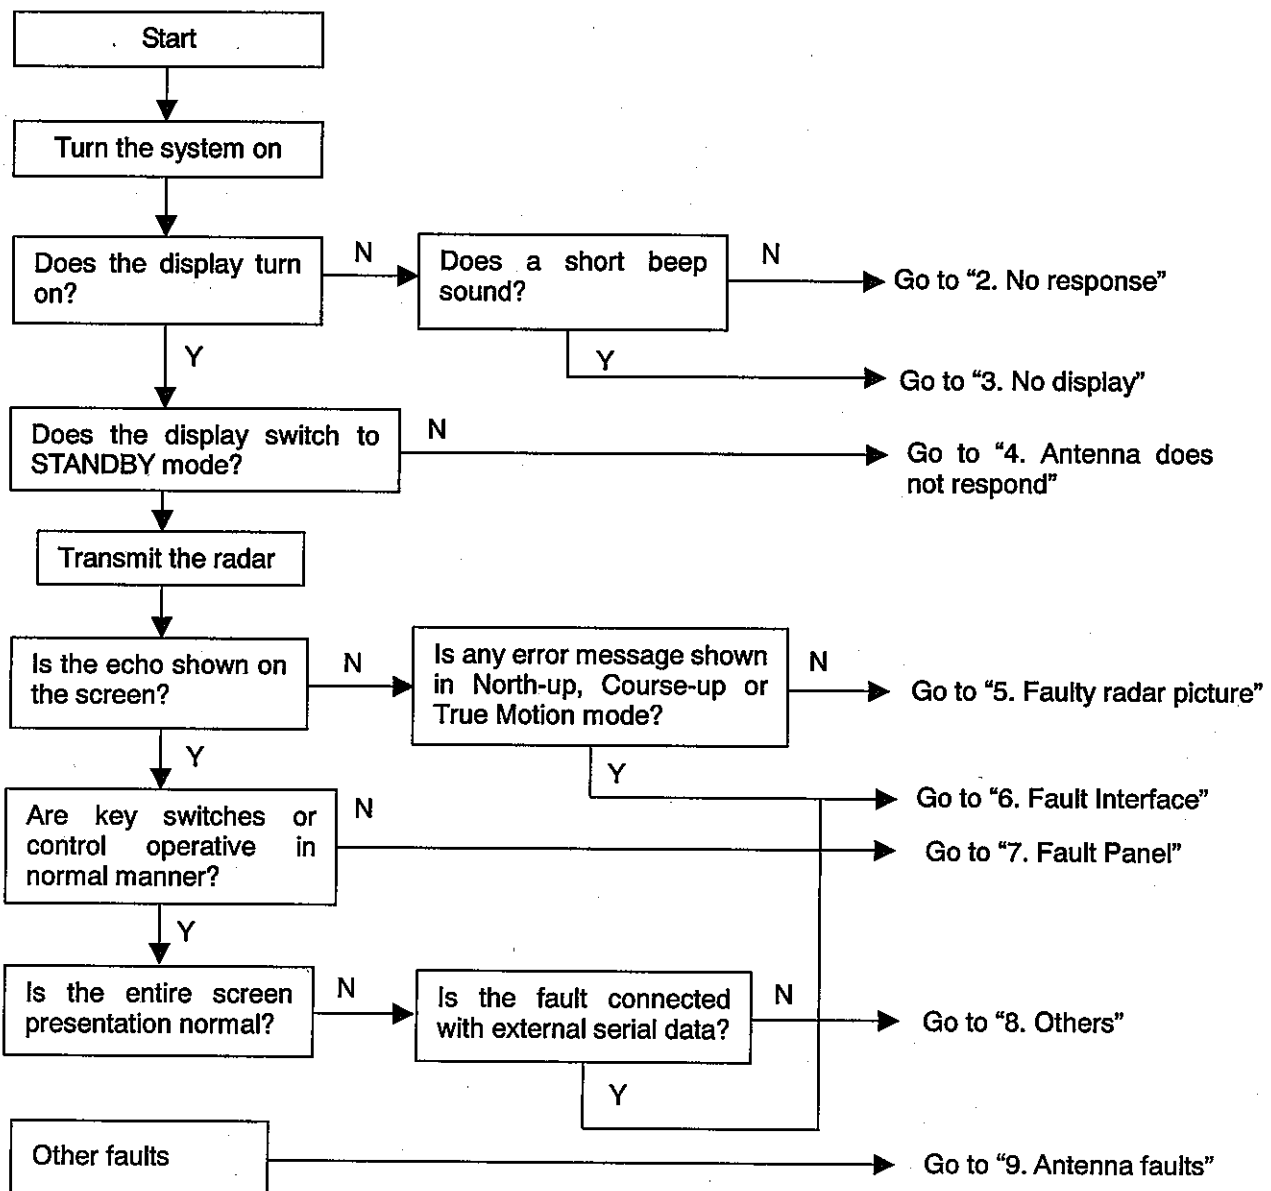 Start
Turn the system on
Does the display turn
on?
N
Does a short beep
sound?
N
Go to “2. No response”
Y
Y
Go to “3. No display”
Does the display switch to
STANDBY mode?
N
Go to “4. Antenna does
not respond”
Transmit the radar
Is the echo shown on
the screen?
N
Is any error message shown
in North-up, Course-up or
True Motion mode?
N
Go to “5. Faulty radar picture”
Y
Y
Go to “6. Fault Interface”
Are key switches or
control operative in
normal manner?
N
Go to “7. Fault Panel”
Y
Is the entire screen
presentation normal?
N
Is the fault connected
with external serial data?
N
Go to “8. Others”
Y
Other faults
Go to “9. Antenna faults”